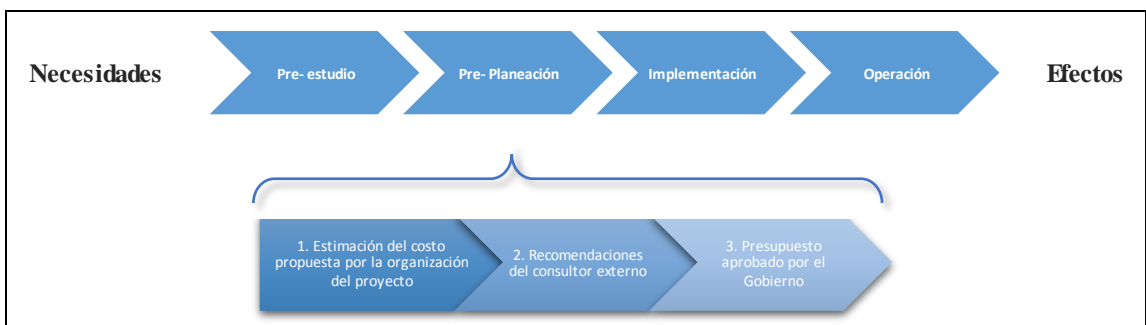 Necesidades
Pre- estudio
Pre- Planeación
Implementación
Operación
Efectos
1. Estimación del costo
propuesta por la organización
del proyecto
2. Recomendaciones
del consultor externo
3. Presupuesto
aprobado por el
Gobierno